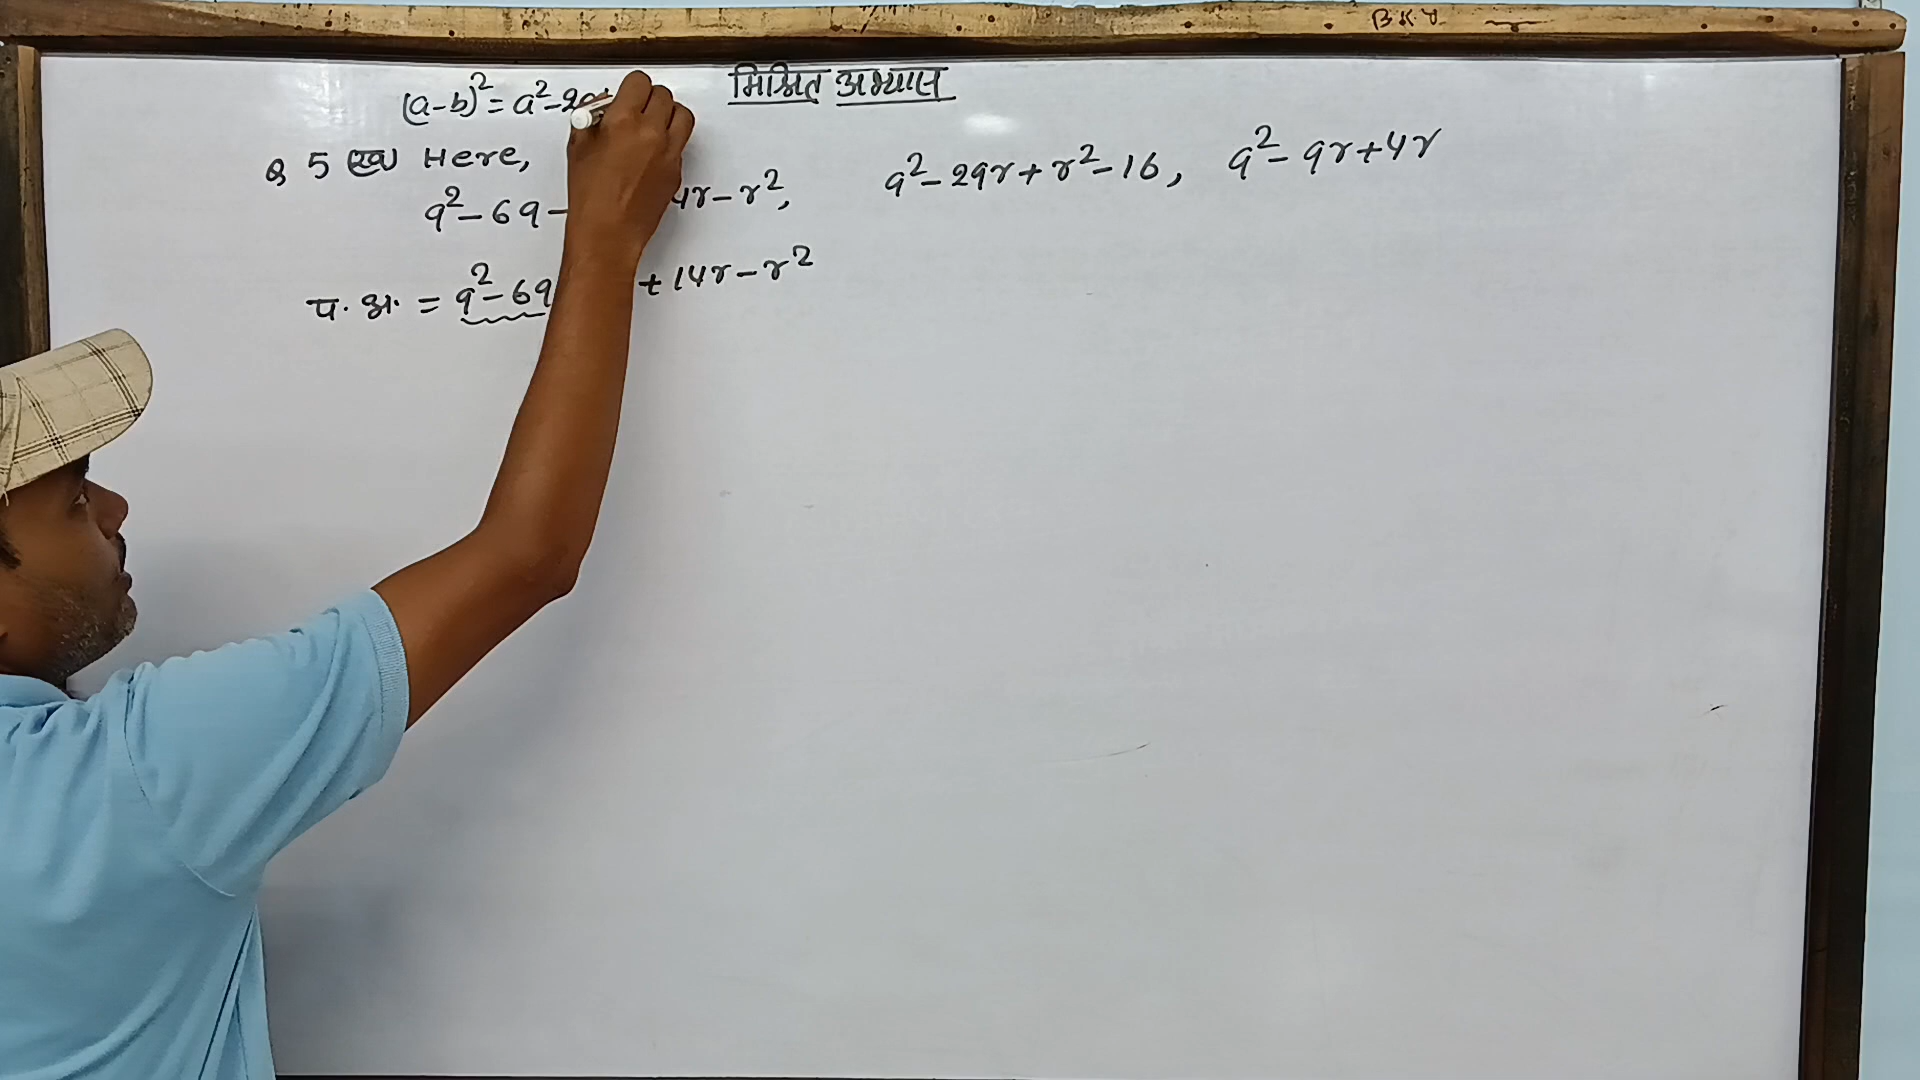 B.K.Y.
(a-b)²=a²-2a
मिश्रित अभ्यास
Q 5 ख) Here,
q²-6q- 4r-r², q²-2qr+r²-16, q²-qr+4r
प.अ. = q²-6q +14r-r²